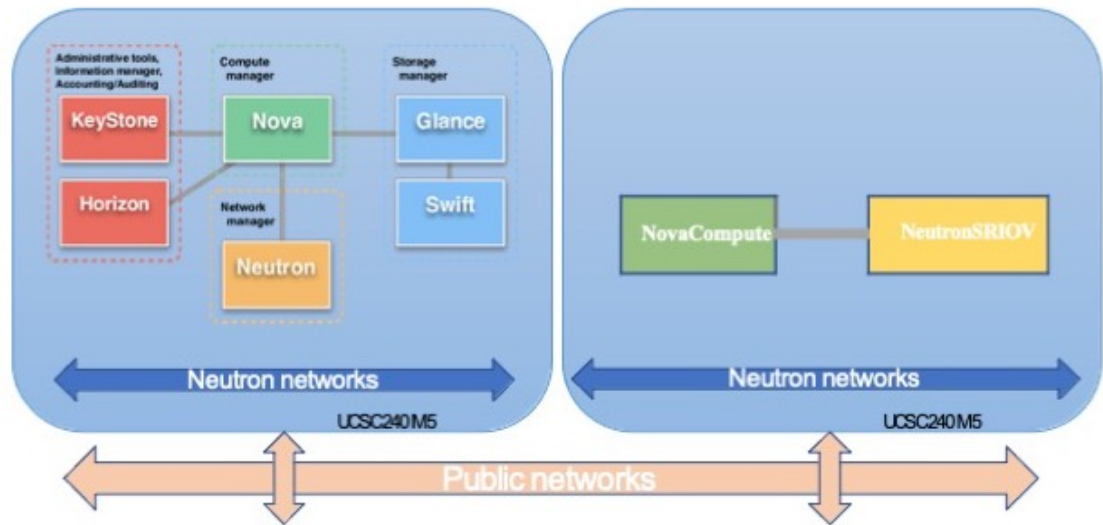 Administrative tools,
Information manager,
Accounting/Auditing
KeyStone
Horizon
Compute
manager
Nova
Storage
manager
Glance
Swift
Network
manager
Neutron
Neutron networks
UCSC240 M5
NovaCompute
NeutronSRIOV
Neutron networks
UCSC240 M5
Public networks